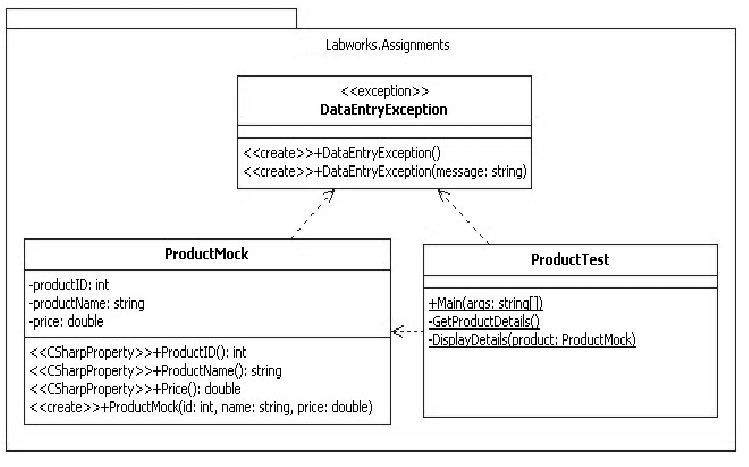 Labworks.Assignments
<<exception>>
DataEntryException
<<create>>+DataEntryException()
<<create>>+DataEntryException(message: string)
ProductMock
-productID: int
-productName: string
-price: double
<<CSharpProperty>>+ProductID(): int
<<CSharpProperty>>+ProductName(): string
<<CSharpProperty>>+Price(): double
<<create>>+ProductMock(id: int, name: string, price: double)
ProductTest
+Main(args: string[])
-GetProductDetails()
-DisplayDetails(product: ProductMock)